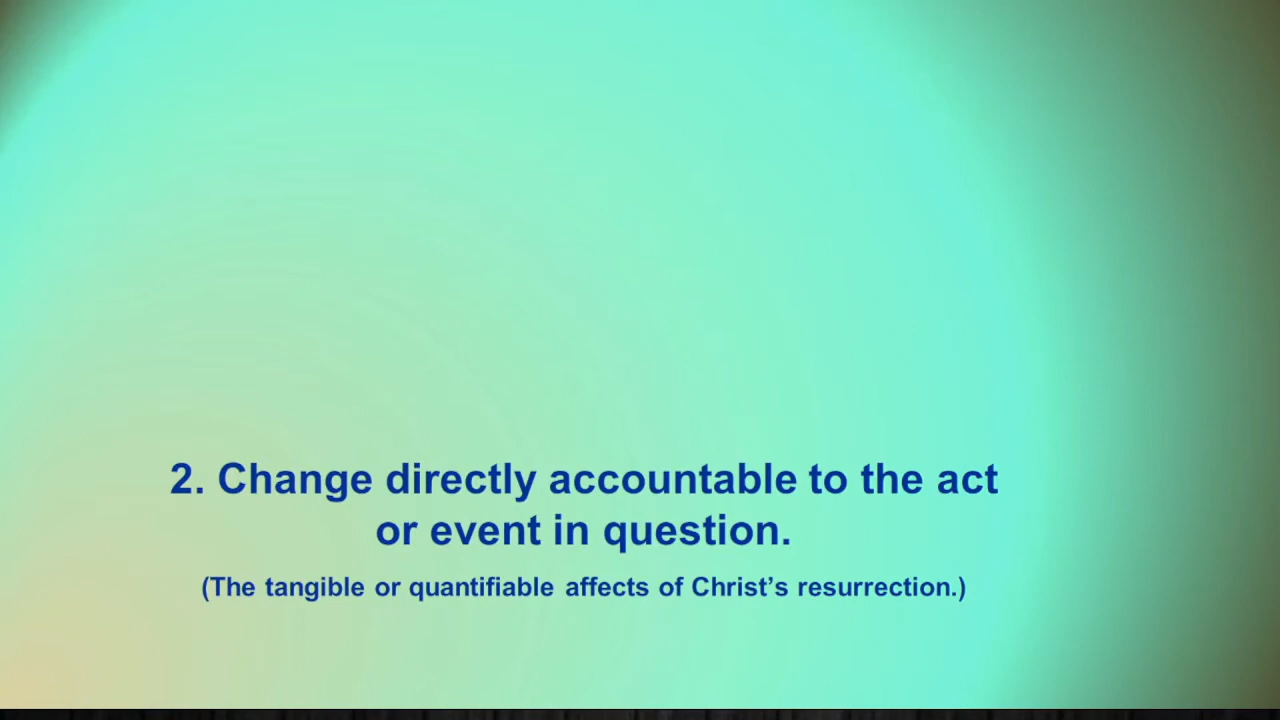 2. Change directly accountable to the act
or event in question.
(The tangible or quantifiable affects of Christ’s resurrection.)